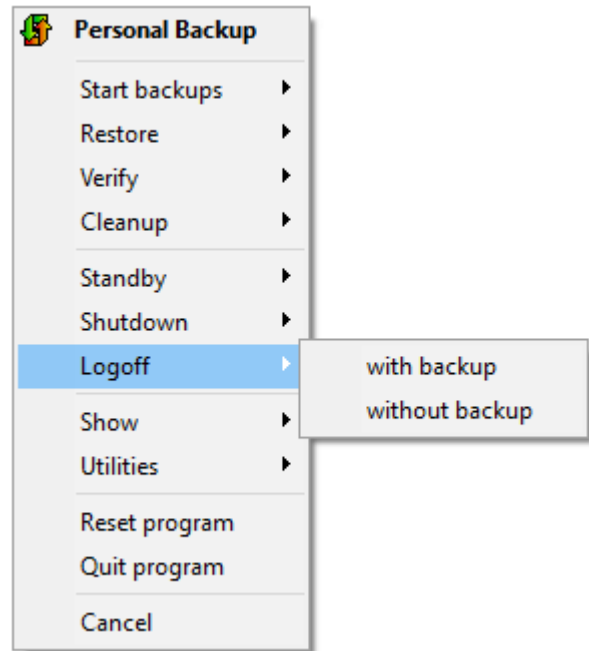 Personal Backup
Start backups
Restore
Verify
Cleanup
Standby
Shutdown
Logoff
with backup
without backup
Show
Utilities
Reset program
Quit program
Cancel